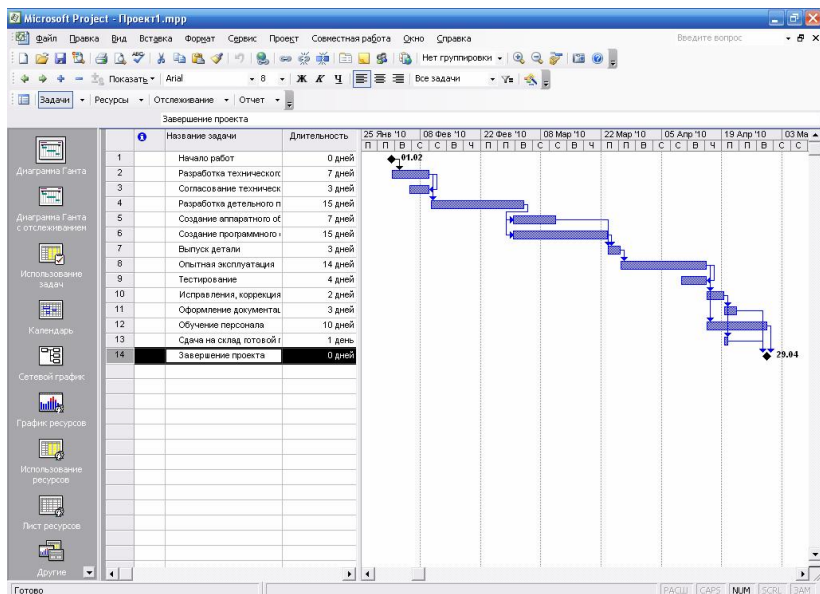 Microsoft Project - Проект1.mpp
Файл Правка Вид Вставка Формат Сервис Проект Совместная работа Окно Справка Введите вопрос
Нет группировки
Показать Arial 8 Ж К Ч Все задачи
Задачи Ресурсы Отслеживание Отчет
Завершение проекта
Название задачи Длительность 25 Янв '10 08 Фев '10 22 Фев '10 08 Мар '10 22 Мар '10 05 Апр '10 19 Апр '10 03 Ма
П П В С С В Ч П П В С С В Ч П П В С С В Ч П П В С С
1 Начало работ 0 дней 01.02
2 Разработка технического 7 дней
3 Согласование техническ 3 дней
4 Разработка детельного п 15 дней
5 Создание аппаратного об 7 дней
6 Создание программного 15 дней
7 Выпуск детали 3 дней
8 Опытная эксплуатация 14 дней
9 Тестирование 4 дней
10 Исправления, коррекция 2 дней
11 Оформление документац 3 дней
12 Обучение персонала 10 дней
13 Сдача на склад готовой г 1 день
14 Завершение проекта 0 дней 29.04
Диаграмма Ганта
Диаграмма Ганта
с отслеживанием
Использование
задач
Календарь
Сетевой график
График ресурсов
Использование
ресурсов
Лист ресурсов
Другие
Готово РАСШ CAPS NUM SCRL ЗАМ